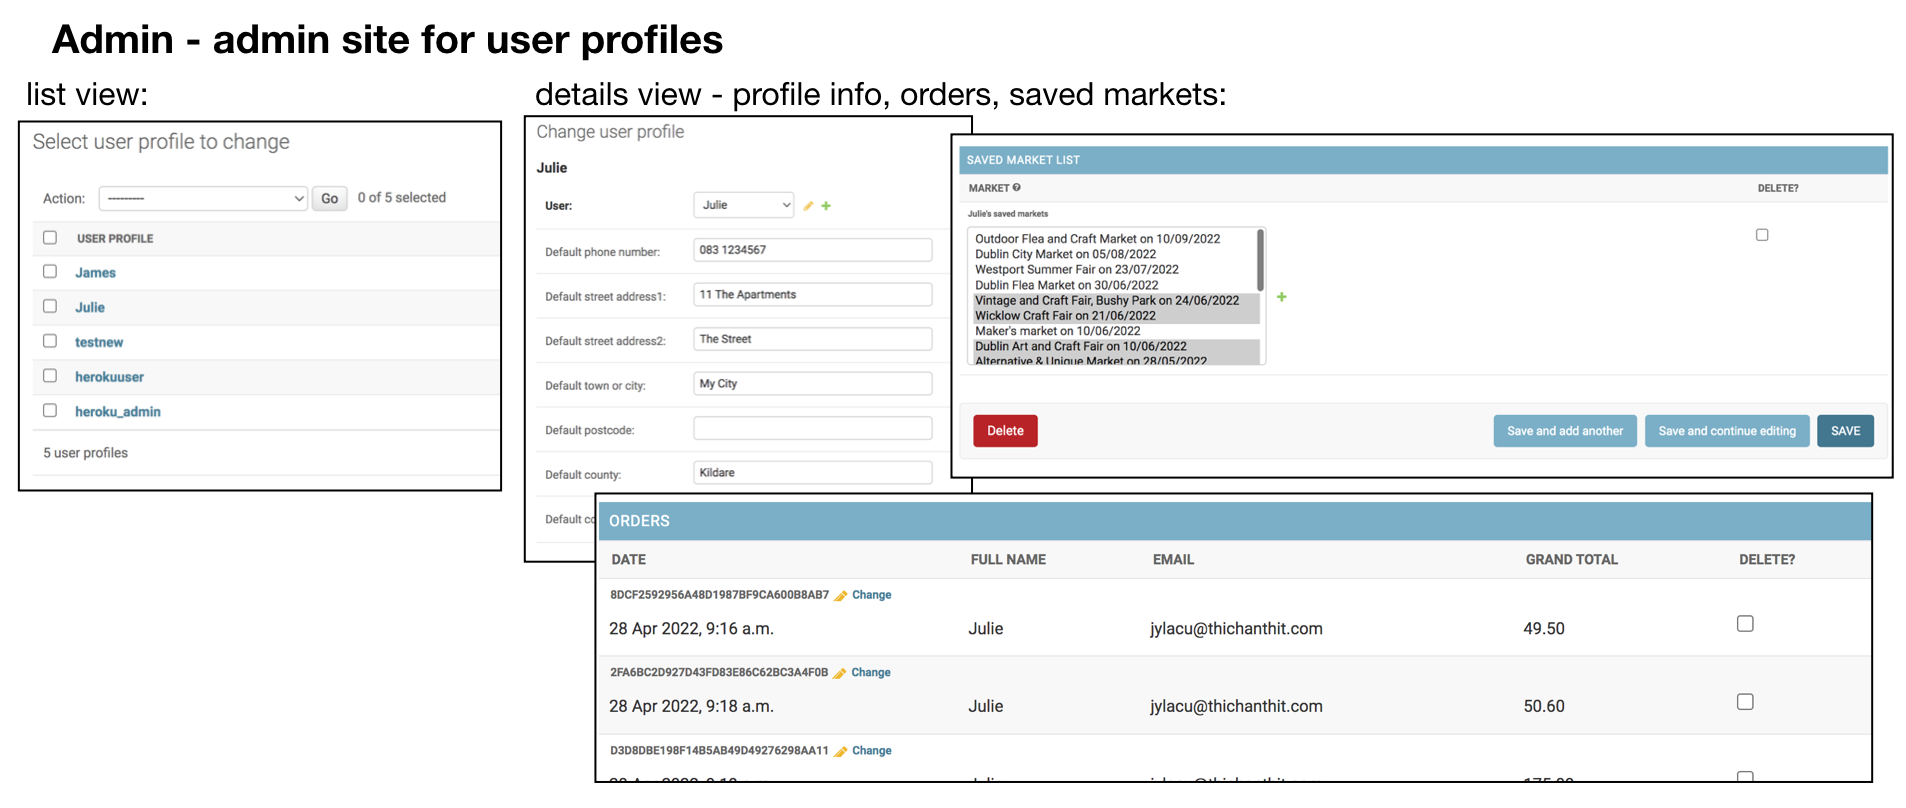 Admin - admin site for user profiles
list view:
Select user profile to change
Action: --------- Go 0 of 5 selected
USER PROFILE
James
Julie
testnew
herokuuser
heroku_admin
5 user profiles
details view - profile info, orders, saved markets:
Change user profile
Julie
User: Julie
Default phone number: 083 1234567
Default street address1: 11 The Apartments
Default street address2: The Street
Default town or city: My City
Default postcode:
Default county: Kildare
Default
SAVED MARKET LIST
MARKET DELETE?
Julie's saved markets
Outdoor Flea and Craft Market on 10/09/2022
Dublin City Market on 05/08/2022
Westport Summer Fair on 23/07/2022
Dublin Flea Market on 30/06/2022
Vintage and Craft Fair, Bushy Park on 24/06/2022
Wicklow Craft Fair on 21/06/2022
Maker's market on 10/06/2022
Dublin Art and Craft Fair on 10/06/2022
Alternative & Unique Market on 28/05/2022
Delete Save and add another Save and continue editing SAVE
ORDERS
DATE FULL NAME EMAIL GRAND TOTAL DELETE?
8DCF2592956A48D1987BF9CA600B8AB7 Change
28 Apr 2022, 9:16 a.m. Julie jylacu@thichanthit.com 49.50
2FA6BC2D927D43FD83E86C62BC3A4F0B Change
28 Apr 2022, 9:18 a.m. Julie jylacu@thichanthit.com 50.60
D3D8DBE198F14B5AB49D49276298AA11 Change